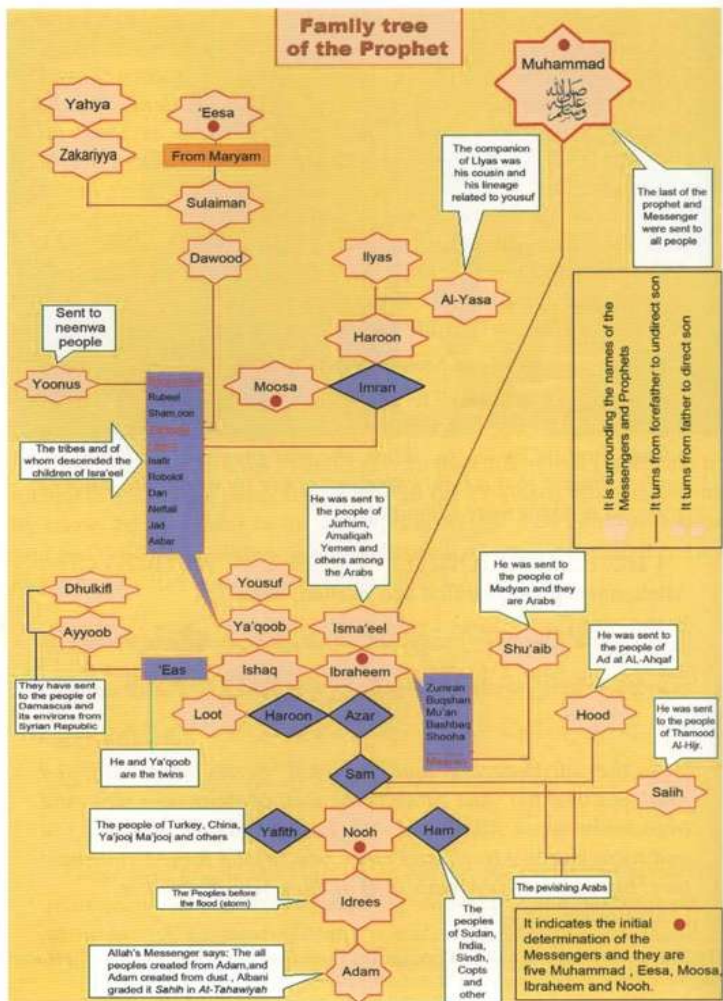 Family tree
of the Prophet
Muhammad
صلى الله
عليه
وسلم
Yahya
'Eesa
Zakariyya
From Maryam
Sulaiman
Dawood
The companion
of Llyas was
his cousin and
his lineage
related to yousuf
The last of the
prophet and
Messenger
were sent to
all people
Ilyas
Al-Yasa
Haroon
Moosa
Imran
Sent to
neenwa
people
Yoonus
Rubeel
Sham,oon
Isafir
Robolol
Dan
Neftali
Jad
Asbar
The tribes and of
whom descended the
children of Isra'eel
It is surrounding the names of the
Messengers and Prophets
It turns from forefather to undirect son
It turns from father to direct son
He was sent to
the people of
Jurhum,
Amaliqah
Yemen and
others among
the Arabs
Dhulkifl
Ayyoob
Yousuf
Ya'qoob
Isma'eel
He was sent to
the people of
Madyan and they
are Arabs
Shu'aib
He was sent to
the people of
Ad at AL-Ahqaf
'Eas
Ishaq
Ibraheem
They have sent
to the people of
Damascus and
its environs from
Syrian Republic
Loot
Haroon
Azar
Zumran
Buqshan
Mu'an
Bashbaq
Shooha
Hood
He was sent
to the people
of Thamood
Al-Hijr.
He and Ya'qoob
are the twins
Sam
Salih
The people of Turkey, China,
Ya'jooj Ma'jooj and others
Yafith
Nooh
Ham
The pevishing Arabs
The Peoples before
the flood (storm)
Idrees
The
peoples
of Sudan,
India,
Sindh,
Copts
and
other
Allah's Messenger says: The all
peoples created from Adam,and
Adam created from dust , Albani
graded it Sahih in At-Tahawiyah
Adam
It indicates the initial
determination of the
Messengers and they are
five Muhammad , Eesa, Moosa,
Ibraheem and Nooh.